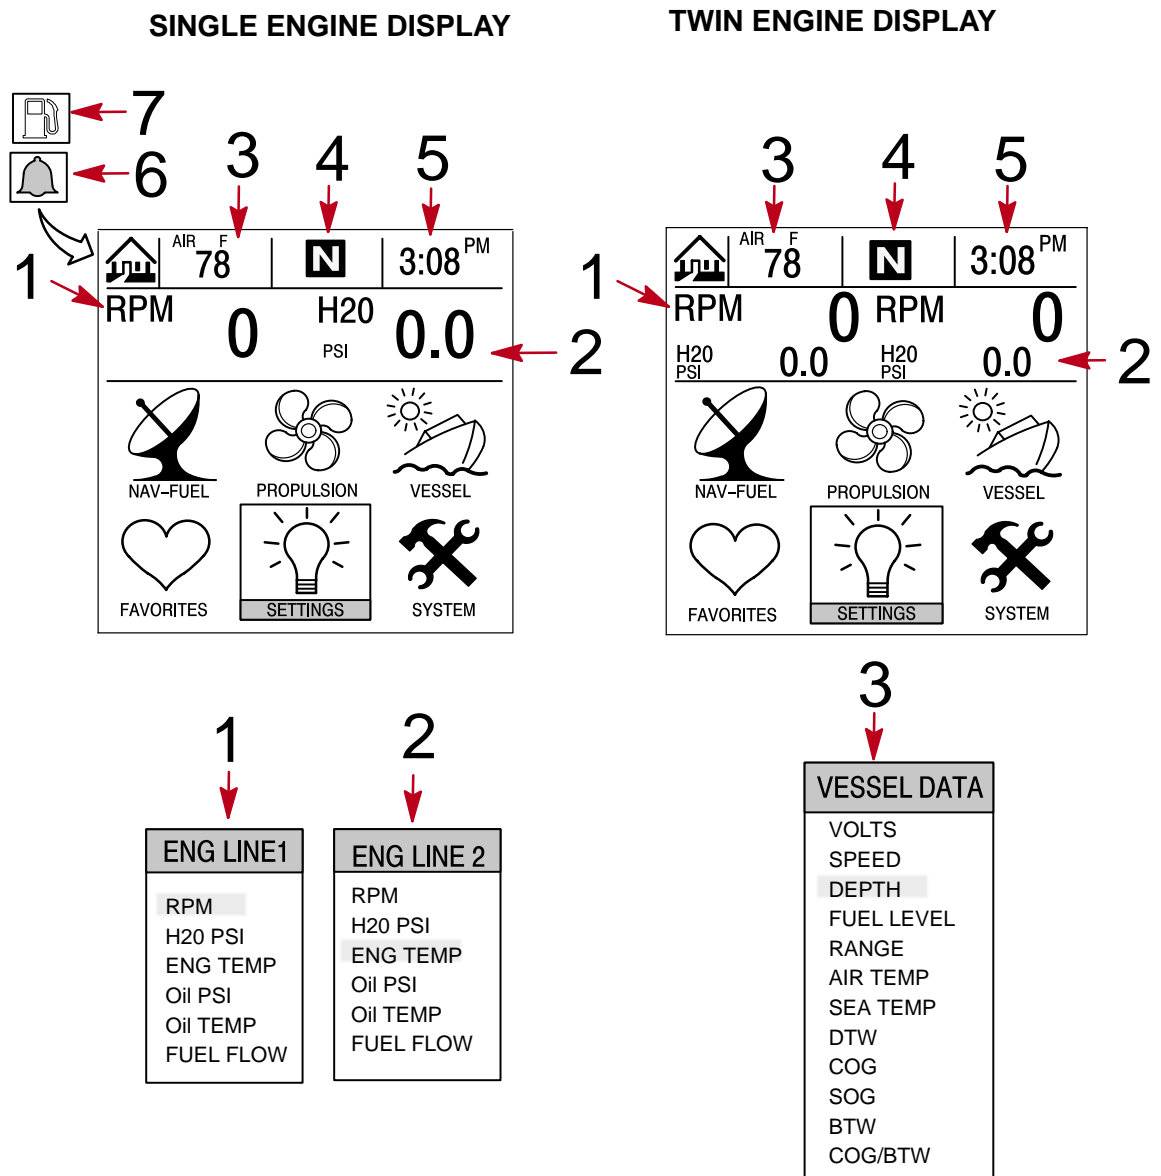 SINGLE ENGINE DISPLAY
TWIN ENGINE DISPLAY
7
6
3
4
5
AIR F
78
N
3:08 PM
1
RPM
0
H20
PSI
0.0
2
NAV–FUEL
PROPULSION
VESSEL
FAVORITES
SETTINGS
SYSTEM
3
4
5
AIR F
78
N
3:08 PM
1
RPM
0
RPM
0
H20
PSI
0.0
H20
PSI
0.0
2
NAV–FUEL
PROPULSION
VESSEL
FAVORITES
SETTINGS
SYSTEM
1
ENG LINE1
RPM
H20 PSI
ENG TEMP
Oil PSI
Oil TEMP
FUEL FLOW
2
ENG LINE 2
RPM
H20 PSI
ENG TEMP
Oil PSI
Oil TEMP
FUEL FLOW
3
VESSEL DATA
VOLTS
SPEED
DEPTH
FUEL LEVEL
RANGE
AIR TEMP
SEA TEMP
DTW
COG
SOG
BTW
COG/BTW